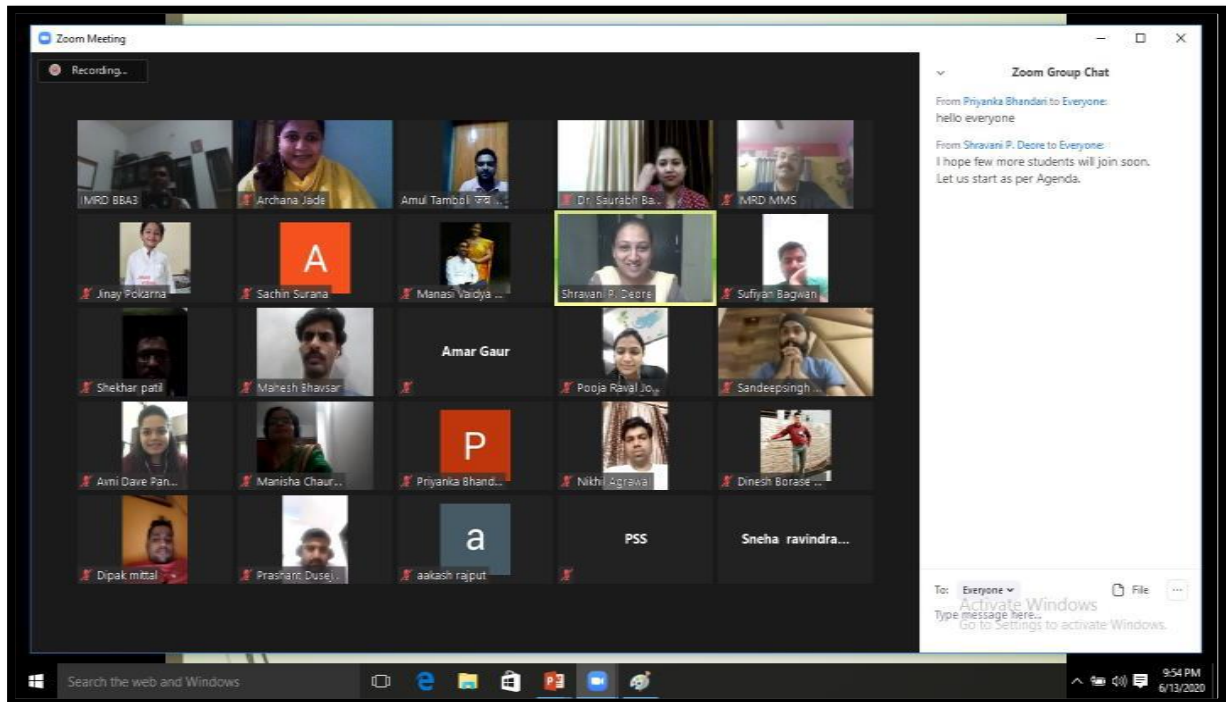 Zoom Meeting
Recording...
Zoom Group Chat
From Priyanka Bhandari to Everyone:
hello everyone
From Shravani P. Deore to Everyone:
I hope few more students will join soon.
Let us start as per Agenda.
IMRD BBA3
Archana Jade
Amul Tamboli
Dr. Saurabh Ba...
MRD MMS
Jinay Pokarna
A
Sachin Surana
Manasi Vaidya ...
Shravani P. Deore
Sufiyan Bagwan
Shekhar patil
Mahesh Bhavsar
Amar Gaur
Pooja Raval Jo...
Sandeepsingh ...
Avni Dave Pan...
Manisha Chaur...
P
Priyanka Bhand...
Nikhil Agrawal
Dinesh Borase ...
Dipak mittal
Prashant Dusej...
a
aakash rajput
PSS
Sneha ravindra...
To: Everyone
File
...
Type message here...
Activate Windows
Go to Settings to activate Windows.
Search the web and Windows
9:54 PM
6/13/2020